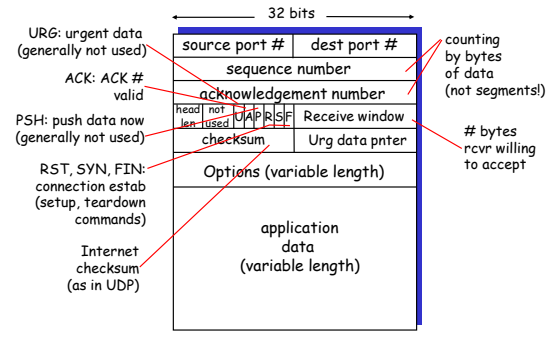 32 bits
URG: urgent data
(generally not used)
ACK: ACK #
valid
PSH: push data now
(generally not used)
RST, SYN, FIN:
connection estab
(setup, teardown
commands)
Internet
checksum
(as in UDP)
source port # dest port #
sequence number
acknowledgement number
head
len
not
used
U A P R S F Receive window
checksum Urg data pnter
Options (variable length)
application
data
(variable length)
counting
by bytes
of data
(not segments!)
# bytes
rcvr willing
to accept